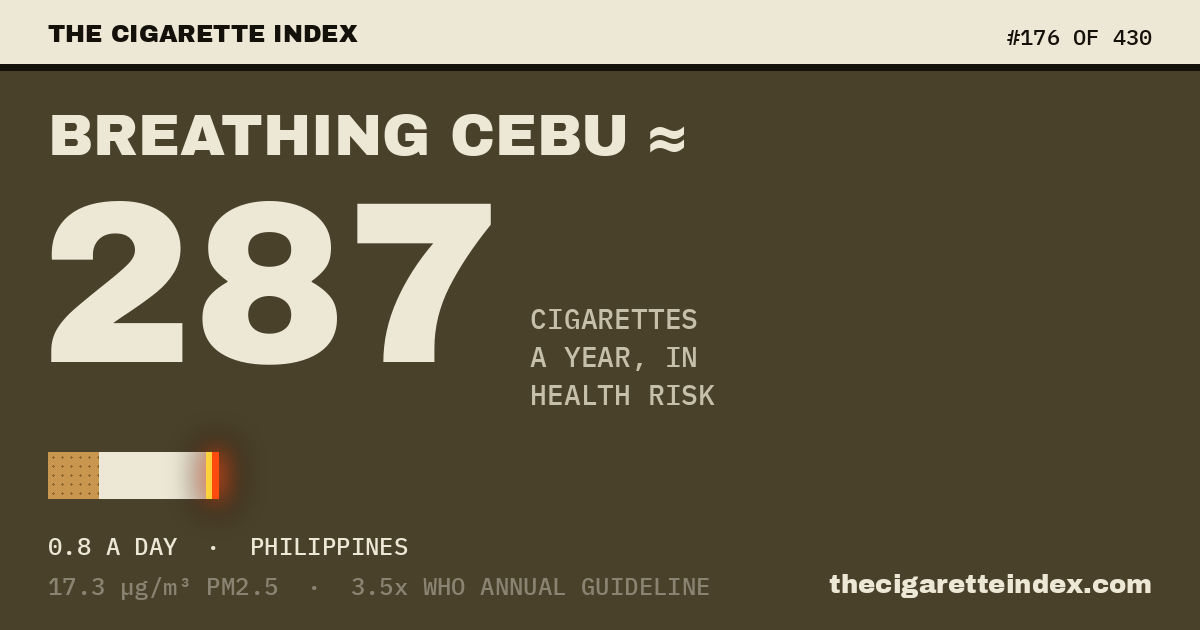 THE CIGARETTE INDEX
#176 OF 430
BREATHING CEBU ≈
287
CIGARETTES
A YEAR, IN
HEALTH RISK
0.8 A DAY · PHILIPPINES
17.3 µg/m³ PM2.5 · 3.5x WHO ANNUAL GUIDELINE
thecigaretteindex.com